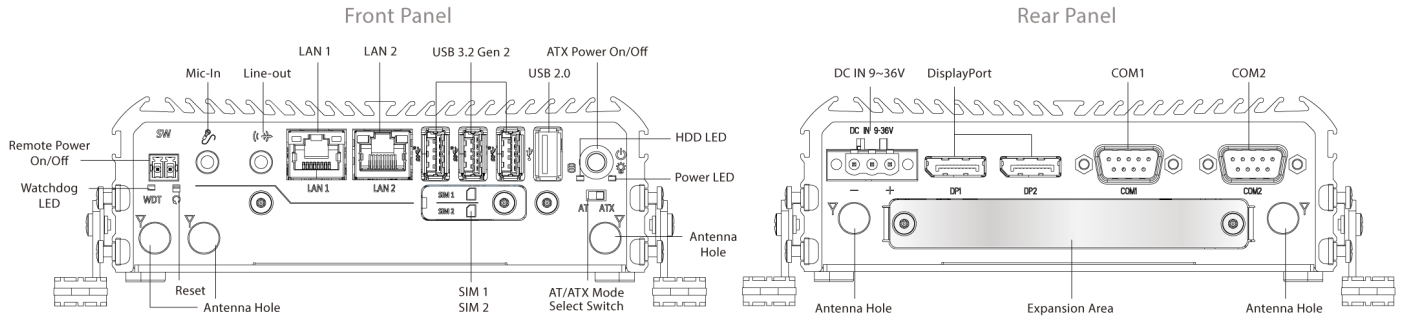 Front Panel
LAN 1
LAN 2
USB 3.2 Gen 2
ATX Power On/Off
Mic-In
Line-out
USB 2.0
SW
Remote Power
On/Off
HDD LED
Power LED
LAN 1
LAN 2
SIM 1
SIM 2
Watchdog
LED
WDT
AT ATX
Antenna
Hole
Reset
Antenna Hole
SIM 1
SIM 2
AT/ATX Mode
Select Switch
Rear Panel
DC IN 9~36V
DisplayPort
COM1
COM2
DC IN 9-36V
− +
DP1
DP2
COM1
COM2
Antenna Hole
Expansion Area
Antenna Hole